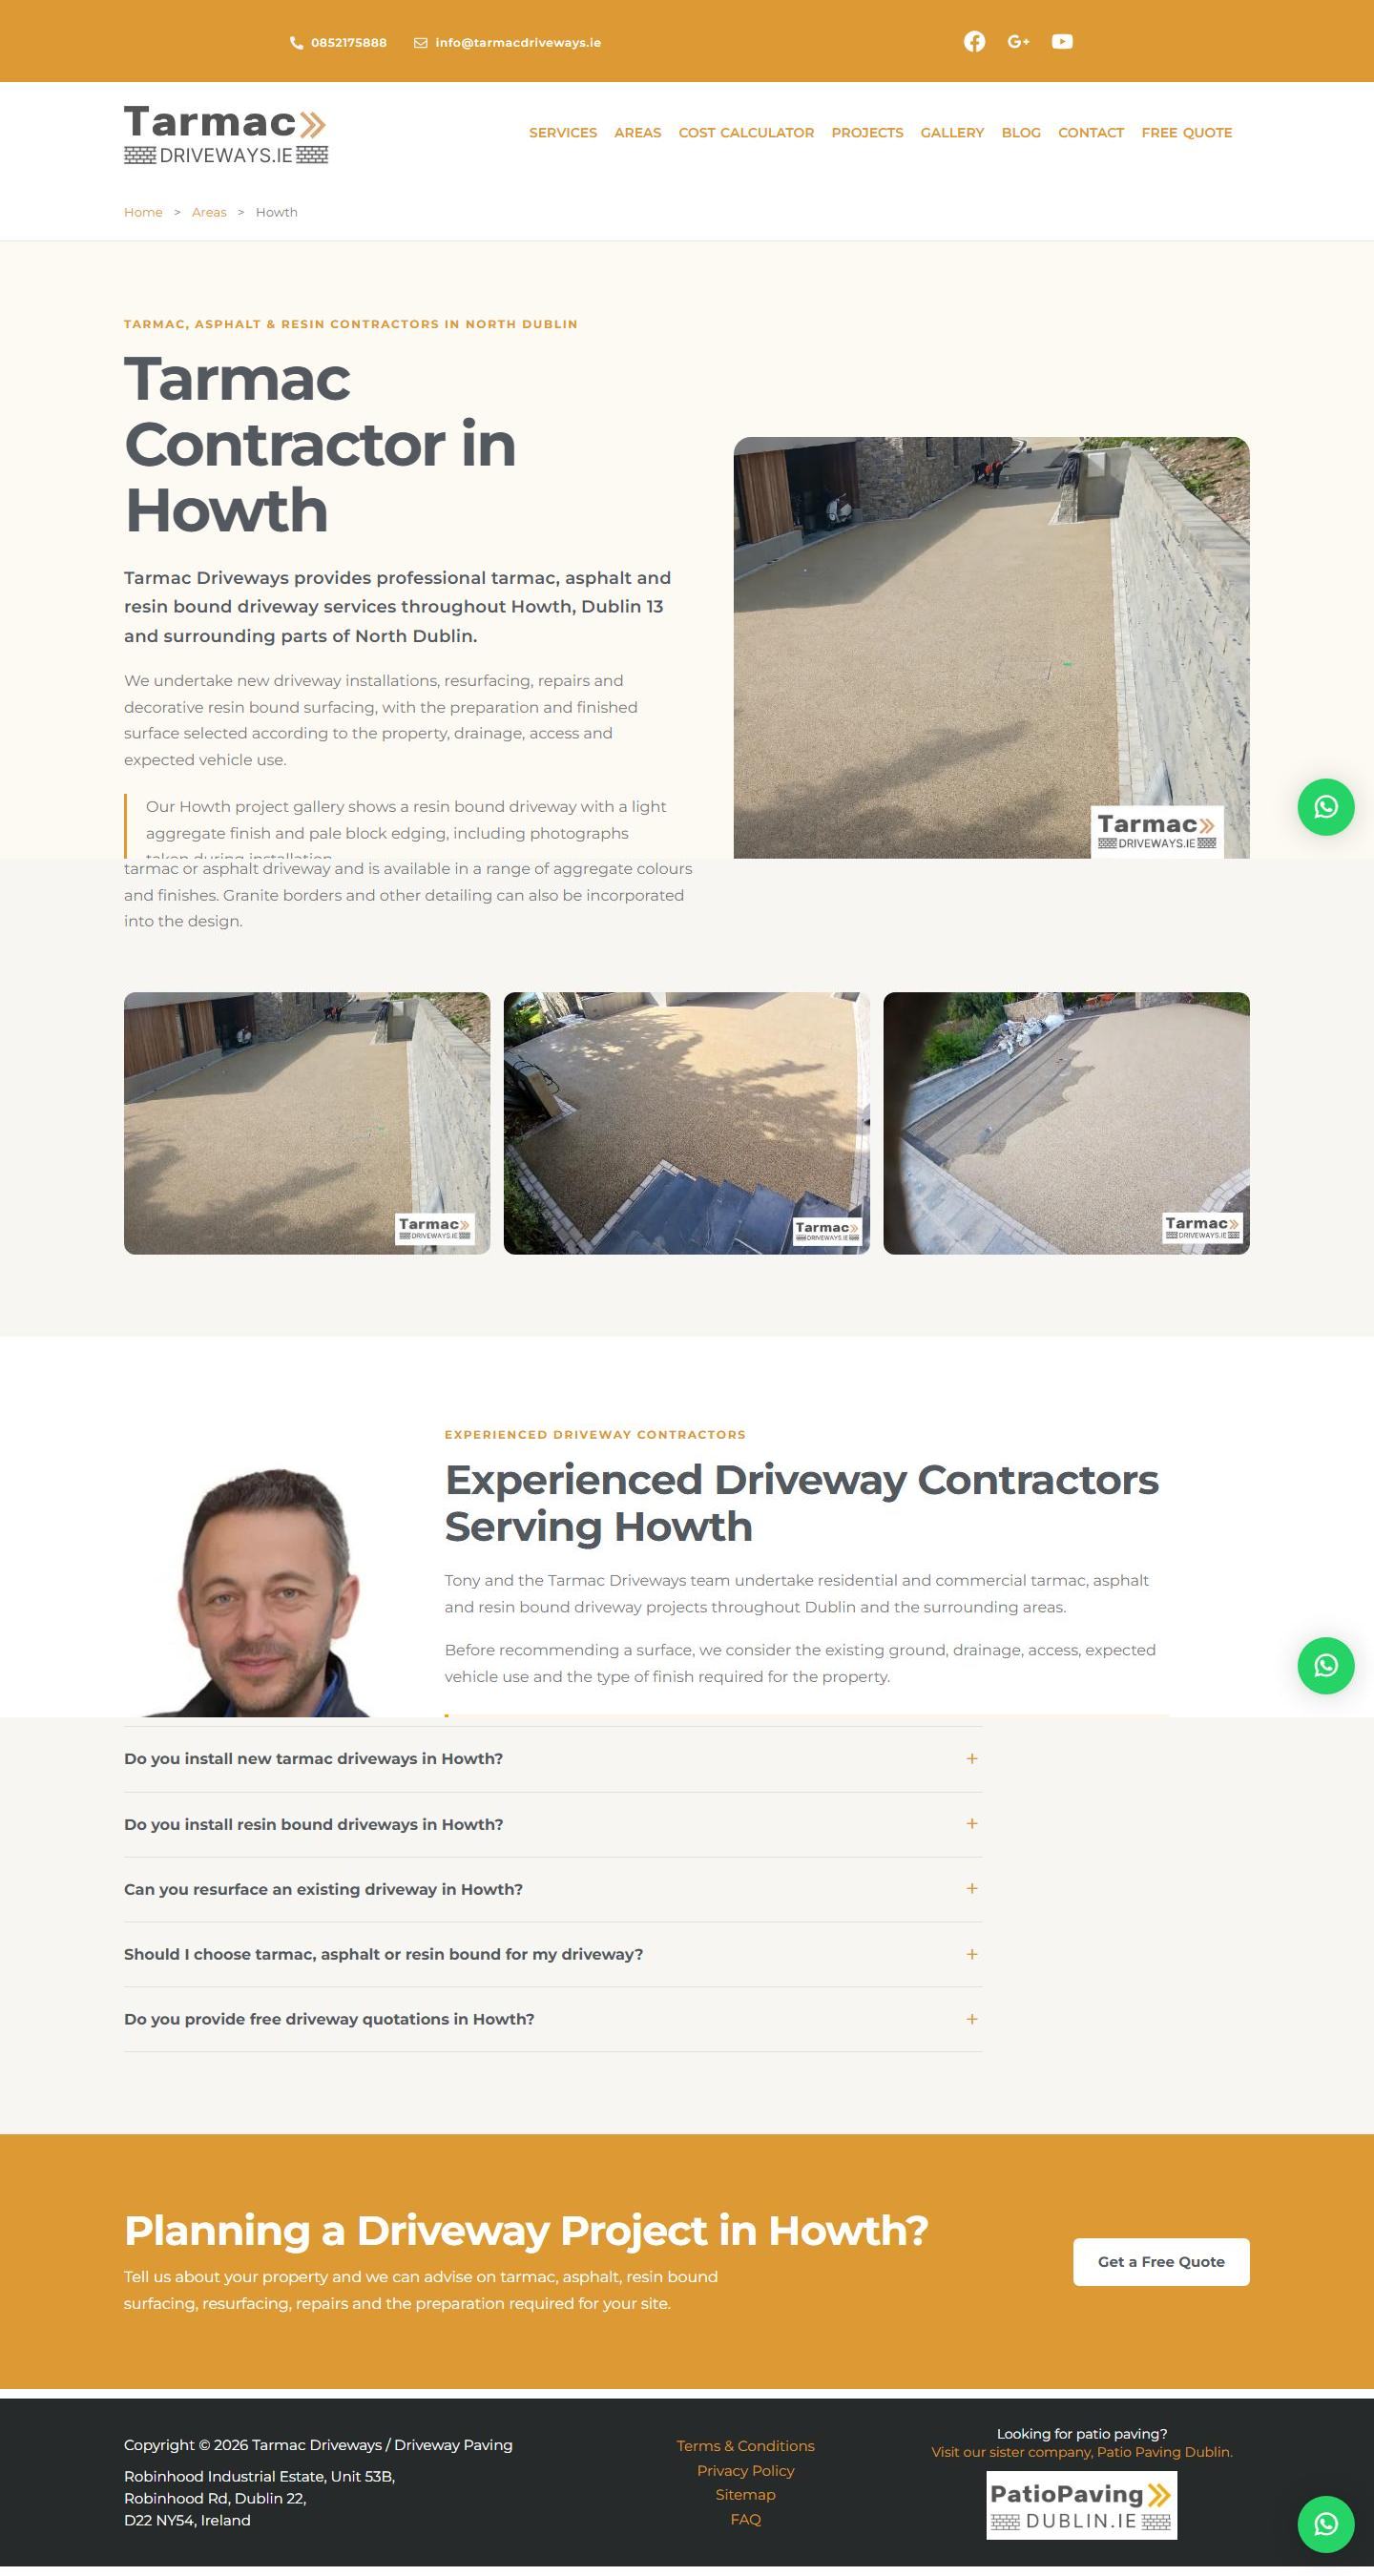 0852175888
info@tarmacdriveways.ie
Tarmac
DRIVEWAYS.IE
SERVICES
AREAS
COST CALCULATOR
PROJECTS
GALLERY
BLOG
CONTACT
FREE QUOTE
Home > Areas > Howth
TARMAC, ASPHALT & RESIN CONTRACTORS IN NORTH DUBLIN
Tarmac
Contractor in
Howth
Tarmac Driveways provides professional tarmac, asphalt and
resin bound driveway services throughout Howth, Dublin 13
and surrounding parts of North Dublin.
We undertake new driveway installations, resurfacing, repairs and
decorative resin bound surfacing, with the preparation and finished
surface selected according to the property, drainage, access and
expected vehicle use.
Our Howth project gallery shows a resin bound driveway with a light
aggregate finish and pale block edging, including photographs
taken during installation.
Tarmac
DRIVEWAYS.IE
tarmac or asphalt driveway and is available in a range of aggregate colours
and finishes. Granite borders and other detailing can also be incorporated
into the design.
Tarmac
DRIVEWAYS.IE
Tarmac
DRIVEWAYS.IE
Tarmac
DRIVEWAYS.IE
EXPERIENCED DRIVEWAY CONTRACTORS
Experienced Driveway Contractors
Serving Howth
Tony and the Tarmac Driveways team undertake residential and commercial tarmac, asphalt
and resin bound driveway projects throughout Dublin and the surrounding areas.
Before recommending a surface, we consider the existing ground, drainage, access, expected
vehicle use and the type of finish required for the property.
Do you install new tarmac driveways in Howth? +
Do you install resin bound driveways in Howth? +
Can you resurface an existing driveway in Howth? +
Should I choose tarmac, asphalt or resin bound for my driveway? +
Do you provide free driveway quotations in Howth? +
Planning a Driveway Project in Howth?
Tell us about your property and we can advise on tarmac, asphalt, resin bound
surfacing, resurfacing, repairs and the preparation required for your site.
Get a Free Quote
Copyright © 2026 Tarmac Driveways / Driveway Paving
Robinhood Industrial Estate, Unit 53B,
Robinhood Rd, Dublin 22,
D22 NY54, Ireland
Terms & Conditions
Privacy Policy
Sitemap
FAQ
Looking for patio paving?
Visit our sister company, Patio Paving Dublin.
PatioPaving
DUBLIN.IE